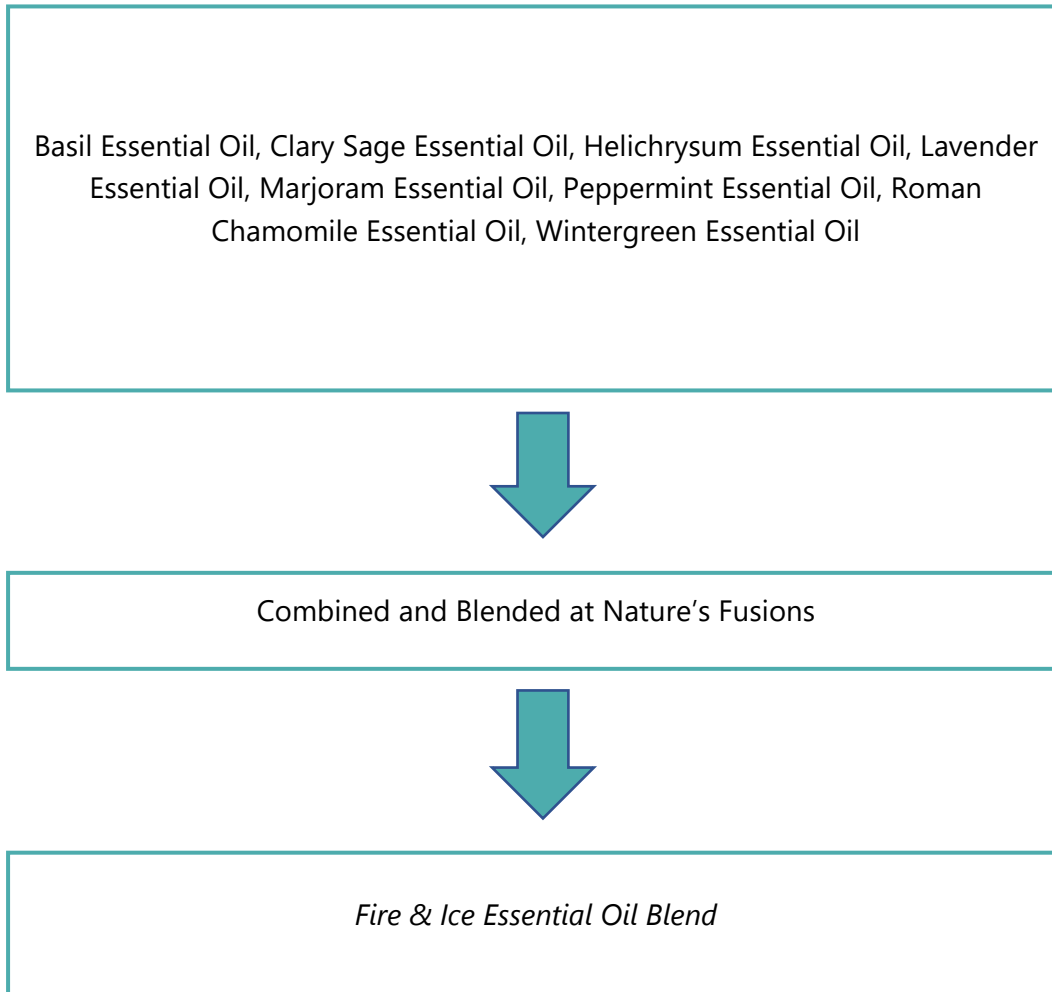 Basil Essential Oil, Clary Sage Essential Oil, Helichrysum Essential Oil, Lavender
Essential Oil, Marjoram Essential Oil, Peppermint Essential Oil, Roman
Chamomile Essential Oil, Wintergreen Essential Oil
Combined and Blended at Nature’s Fusions
Fire & Ice Essential Oil Blend